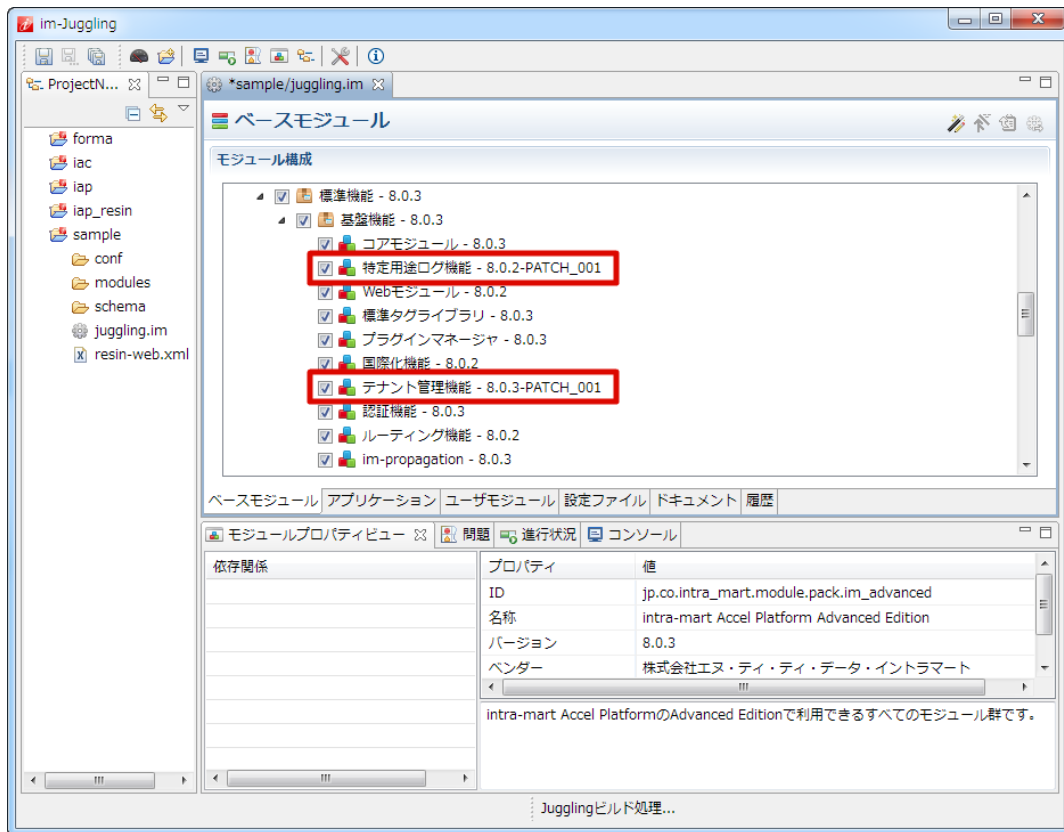 im-Juggling
ProjectN...
*sample/juggling.im
forma
iac
iap
iap_resin
sample
conf
modules
schema
juggling.im
resin-web.xml
ベースモジュール
モジュール構成
標準機能 - 8.0.3
基盤機能 - 8.0.3
コアモジュール - 8.0.3
特定用途ログ機能 - 8.0.2-PATCH_001
Webモジュール - 8.0.2
標準タグライブラリ - 8.0.3
プラグインマネージャ - 8.0.3
国際化機能 - 8.0.2
テナント管理機能 - 8.0.3-PATCH_001
認証機能 - 8.0.3
ルーティング機能 - 8.0.2
im-propagation - 8.0.3
ベースモジュール アプリケーション ユーザモジュール 設定ファイル ドキュメント 履歴
モジュールプロパティビュー 問題 進行状況 コンソール
依存関係
プロパティ 値
ID jp.co.intra_mart.module.pack.im_advanced
名称 intra-mart Accel Platform Advanced Edition
バージョン 8.0.3
ベンダー 株式会社エヌ・ティ・ティ・データ・イントラマート
intra-mart Accel PlatformのAdvanced Editionで利用できるすべてのモジュール群です。
Jugglingビルド処理...